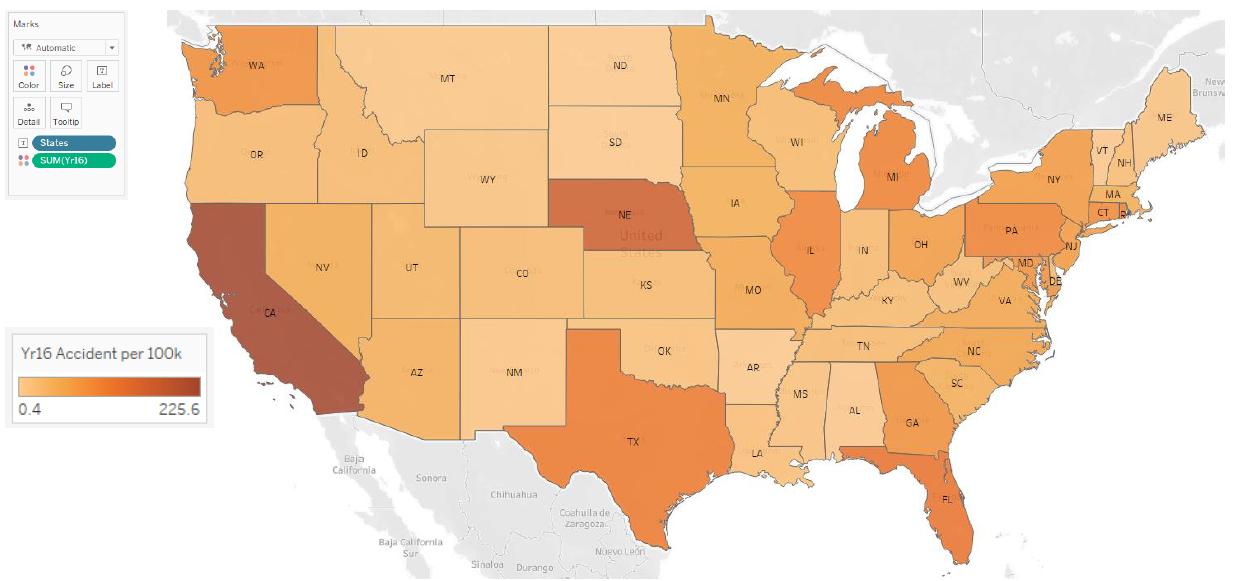 Marks
Automatic
Color
Size
Label
Detail
Tooltip
States
SUM(Yr16)
Yr16 Accident per 100k
0.4
225.6
WA
MT
ND
MN
ME
OR
ID
SD
WI
VT
NH
WY
MI
NY
MA
New
Brunsw
NE
IA
CT
RI
PA
NV
UT
CO
United
States
IL
IN
OH
NJ
MD
DE
CA
KS
MO
WV
KY
VA
AZ
NM
OK
TN
NC
AR
SC
MS
AL
GA
TX
LA
FL
Baja
California
Sonora
Chihuahua
Coahuila de
Zaragoza
Baja California
Sur
Nuevo León
Sinaloa
Durango